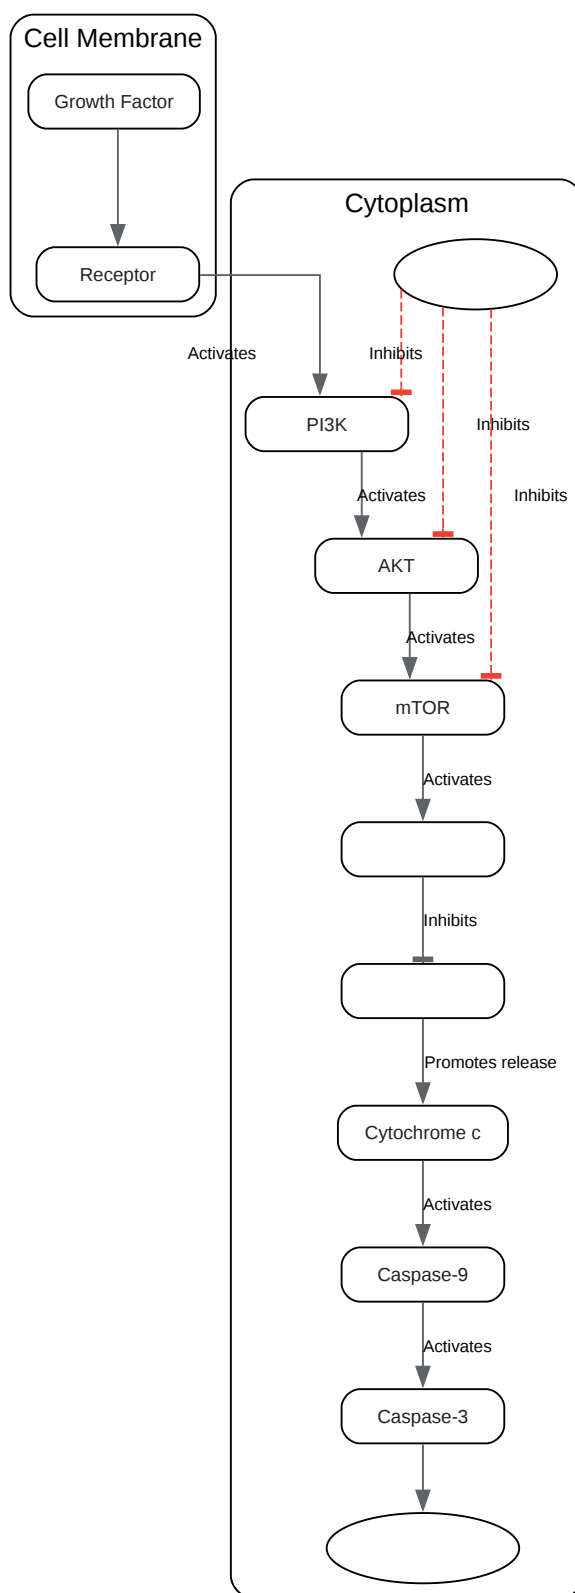 Cell Membrane
Growth Factor
Receptor
Cytoplasm
Activates
Inhibits
PI3K
Inhibits
Activates
Inhibits
AKT
Activates
mTOR
Activates
Inhibits
Promotes release
Cytochrome c
Activates
Caspase-9
Activates
Caspase-3